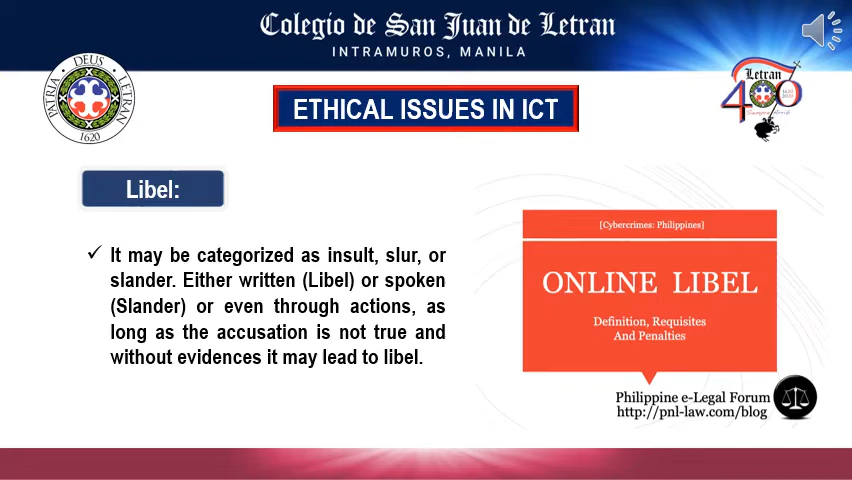 Colegio de San Juan de Letran
INTRAMUROS, MANILA
DEUS
PATRIA
LETRAN
1620
Letran
400
ETHICAL ISSUES IN ICT
Libel:
✓ It may be categorized as insult, slur, or
slander. Either written (Libel) or spoken
(Slander) or even through actions, as
long as the accusation is not true and
without evidences it may lead to libel.
[Cybercrimes: Philippines]
ONLINE LIBEL
Definition, Requisites
And Penalties
Philippine e-Legal Forum
http://pnl-law.com/blog